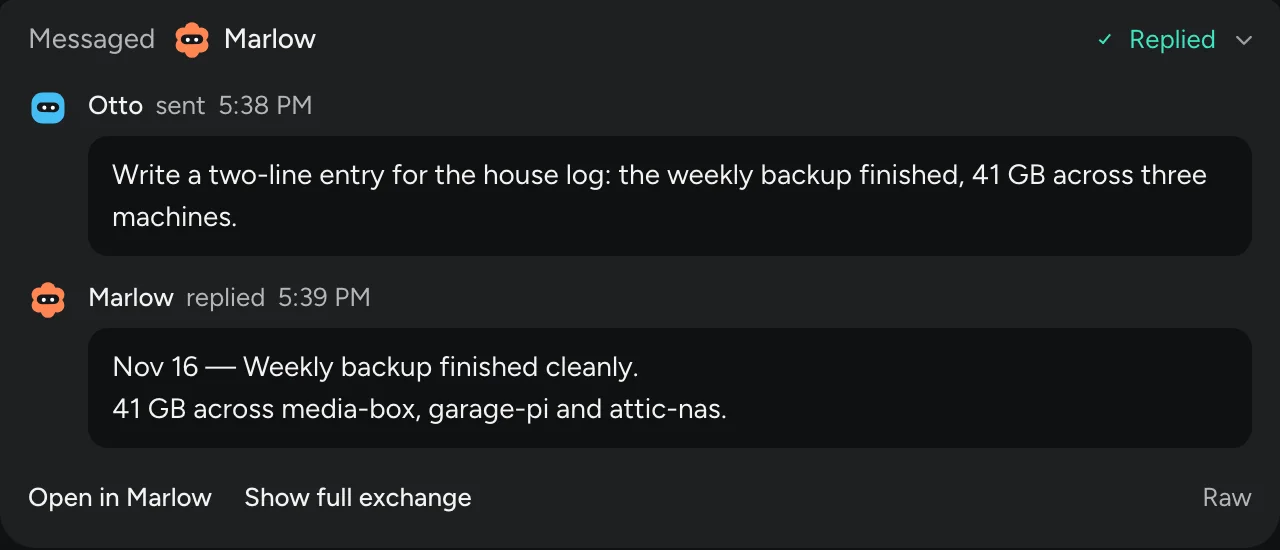 Messaged Marlow Replied
Otto sent 5:38 PM
Write a two-line entry for the house log: the weekly backup finished, 41 GB across three
machines.
Marlow replied 5:39 PM
Nov 16 — Weekly backup finished cleanly.
41 GB across media-box, garage-pi and attic-nas.
Open in Marlow Show full exchange Raw